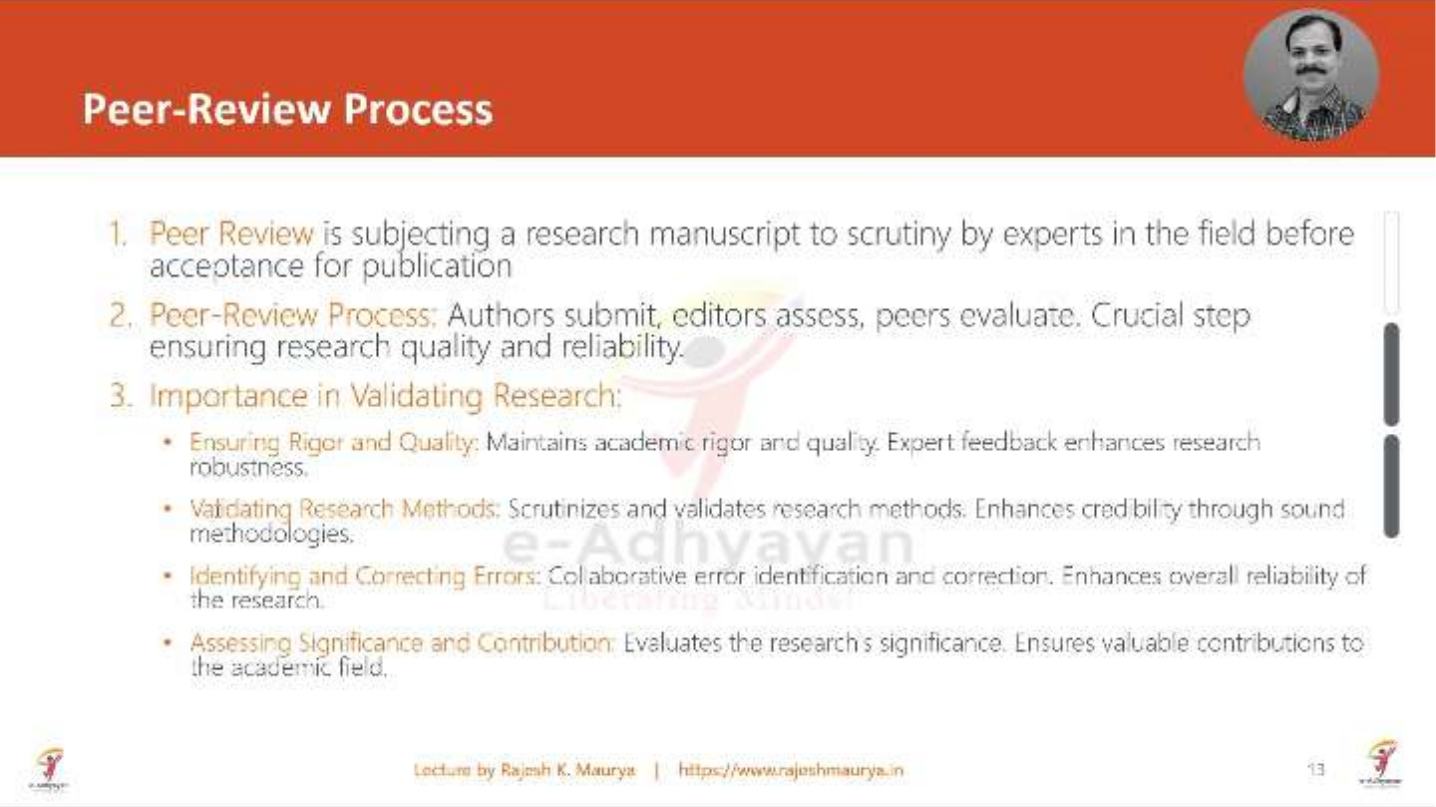 Peer-Review Process
1. Peer Review is subjecting a research manuscript to scrutiny by experts in the field before
acceptance for publication
2. Peer-Review Process: Authors submit, editors assess, peers evaluate. Crucial step
ensuring research quality and reliability.
3. Importance in Validating Research:
• Ensuring Rigor and Quality: Maintains academic rigor and quality. Expert feedback enhances research
robustness.
• Validating Research Methods: Scrutinizes and validates research methods. Enhances credibility through sound
methodologies.
e-Adhyayan
• Identifying and Correcting Errors: Collaborative error identification and correction. Enhances overall reliability of
the research.
Liberating Minds!
• Assessing Significance and Contribution: Evaluates the research's significance. Ensures valuable contributions to
the academic field.
e-Adhyayan
Lecture by Rajesh K. Maurya | https://www.rajeshmaurya.in
13
e-Adhyayan